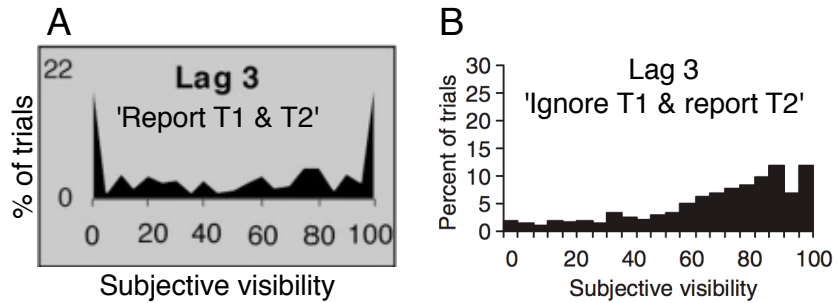 A
22
Lag 3
'Report T1 & T2'
% of trials
0
0 20 40 60 80 100
Subjective visibility
B
30
25
20
15
10
5
0
Lag 3
'Ignore T1 & report T2'
Percent of trials
0 20 40 60 80 100
Subjective visibility